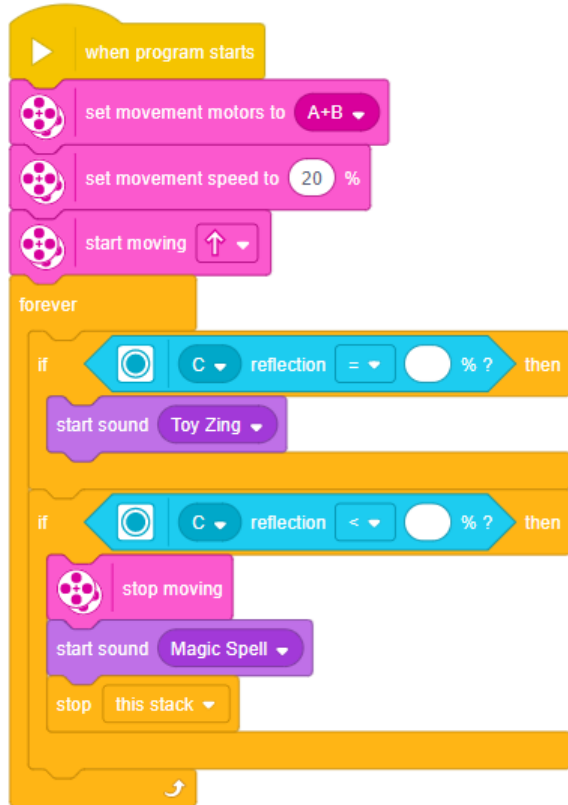 when program starts
set movement motors to A+B
set movement speed to 20 %
start moving
forever
if C reflection = % ? then
start sound Toy Zing
if C reflection < % ? then
stop moving
start sound Magic Spell
stop this stack